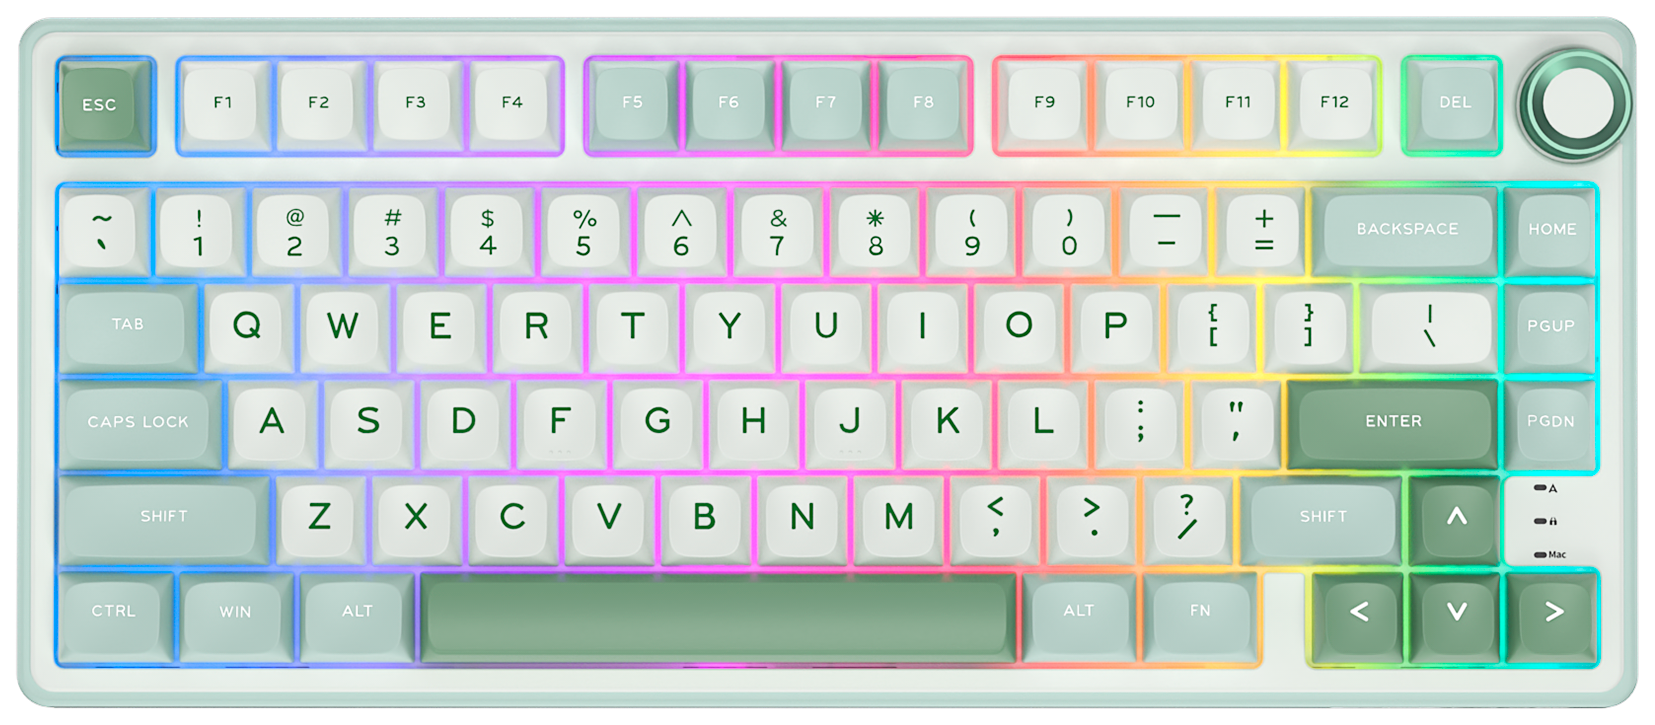 ESC F1 F2 F3 F4 F5 F6 F7 F8 F9 F10 F11 F12 DEL
~ ! @ # $ % ^ & * ( ) — + BACKSPACE HOME
` 1 2 3 4 5 6 7 8 9 0 - =
TAB Q W E R T Y U I O P { } | PGUP
[ ] \
CAPS LOCK A S D F G H J K L : " ENTER PGDN
; '
SHIFT Z X C V B N M < > ? SHIFT ^ A
, . /
Mac
CTRL WIN ALT ALT FN < v >